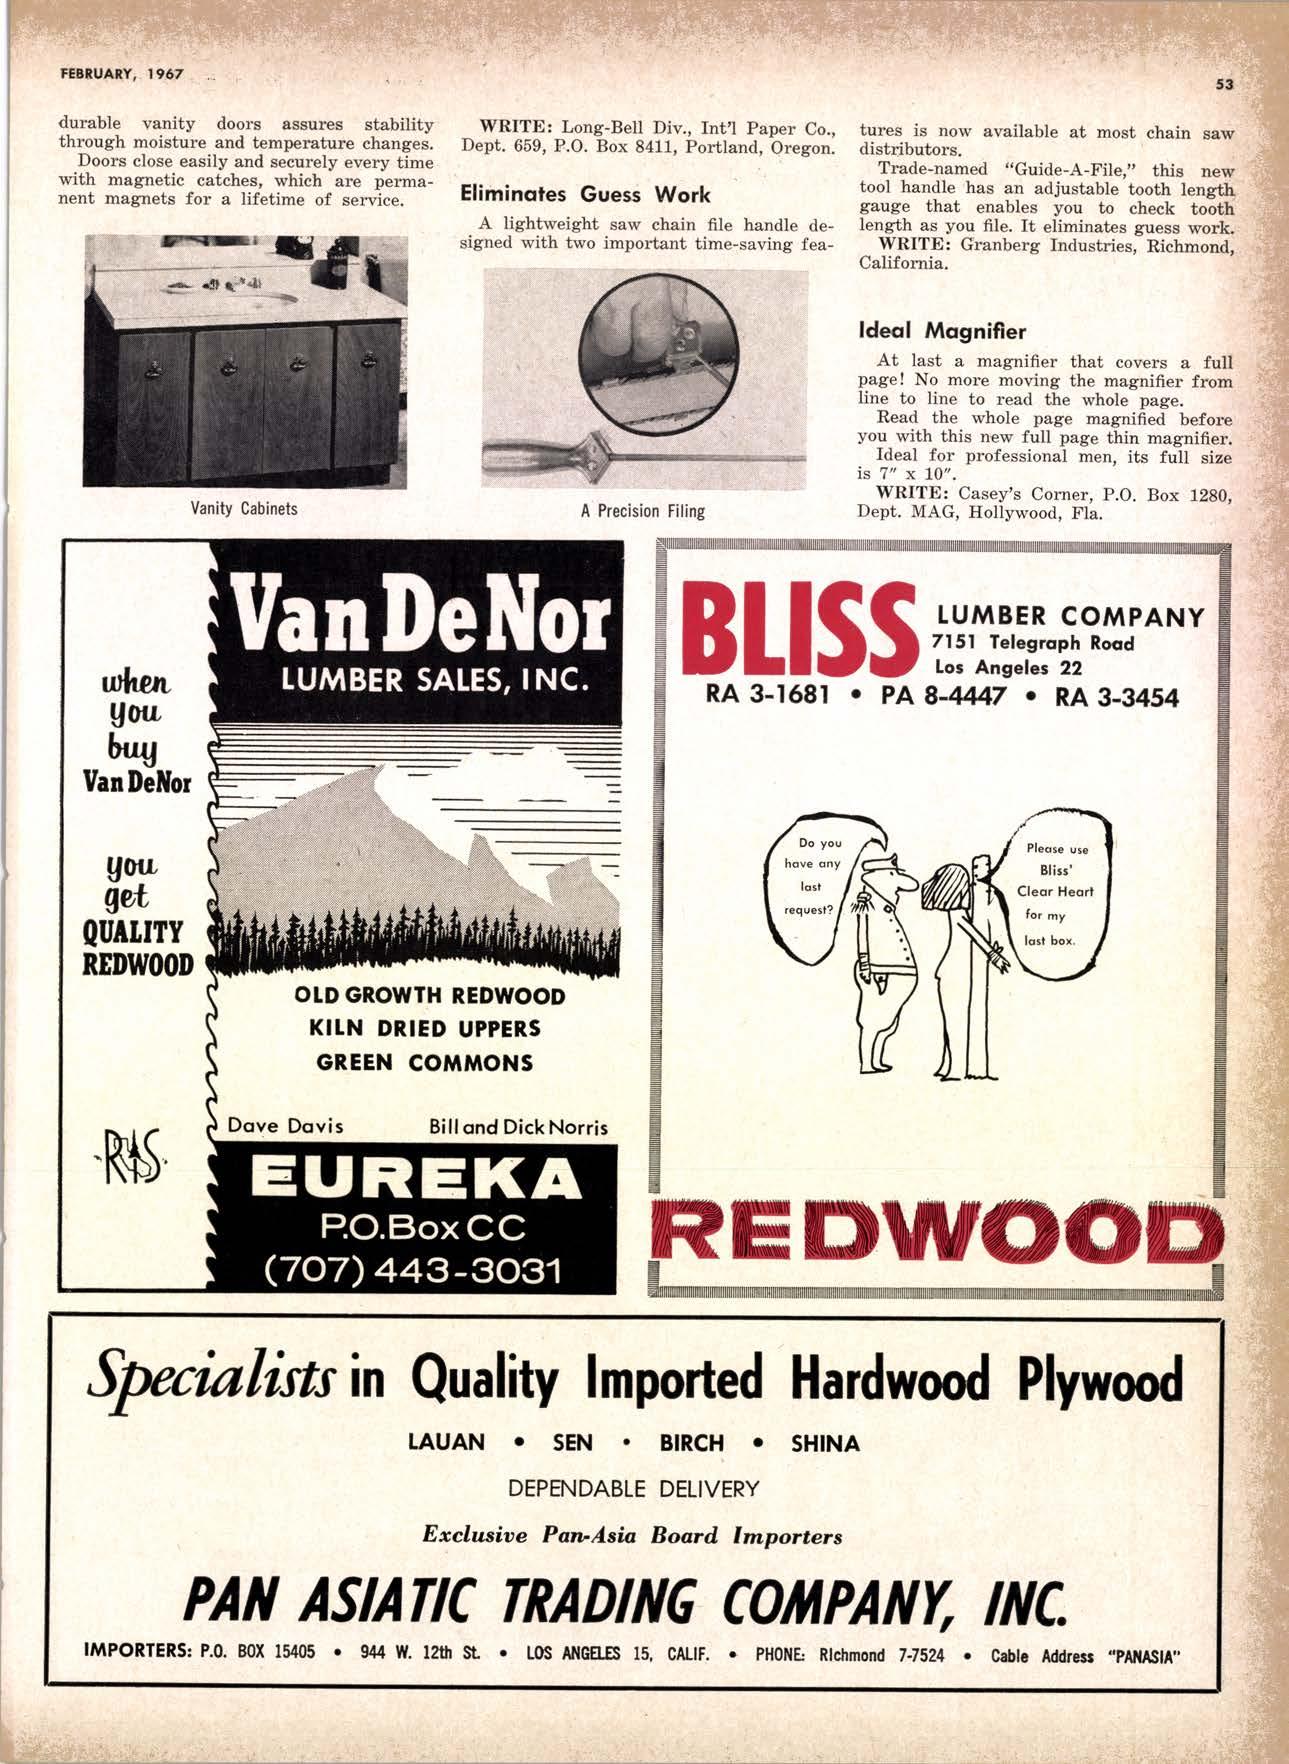 FEBRUARY, 1967
53
durable vanity doors assures stability
through moisture and temperature changes.
Doors close easily and securely every time
with magnetic catches, which are perma-
nent magnets for a lifetime of service.
Vanity Cabinets
WRITE: Long-Bell Div., Int'l Paper Co.,
Dept. 659, P.O. Box 8411, Portland, Oregon.
Eliminates Guess Work
A lightweight saw chain file handle de-
signed with two important time-saving fea-
A Precision Filing
tures is now available at most chain saw
distributors.
Trade-named "Guide-A-File," this new
tool handle has an adjustable tooth length
gauge that enables you to check tooth
length as you file. It eliminates guess work.
WRITE: Granberg Industries, Richmond,
California.
Ideal Magnifier
At last a magnifier that covers a full
page! No more moving the magnifier from
line to line to read the whole page.
Read the whole page magnified before
you with this new full page thin magnifier.
Ideal for professional men, its full size
is 7" x 10".
WRITE: Casey's Corner, P.O. Box 1280,
Dept. MAG, Hollywood, Fla.
when
you
buy
Van DeNor
you
get
QUALITY
REDWOOD
RIS
Van DeNor
LUMBER SALES, INC.
OLD GROWTH REDWOOD
KILN DRIED UPPERS
GREEN COMMONS
Dave Davis Bill and Dick Norris
EUREKA
P.O. Box CC
(707) 443-3031
BLISS
LUMBER COMPANY
7151 Telegraph Road
Los Angeles 22
RA 3-1681 • PA 8-4447 • RA 3-3454
Do you
have any
last
request?
Please use
Bliss'
Clear Heart
for my
last box.
REDWOOD
Specialists in Quality Imported Hardwood Plywood
LAUAN • SEN • BIRCH • SHINA
DEPENDABLE DELIVERY
Exclusive Pan-Asia Board Importers
PAN ASIATIC TRADING COMPANY, INC.
IMPORTERS: P.O. BOX 15405 • 944 W. 12th St. • LOS ANGELES 15, CALIF. • PHONE: RIchmond 7-7524 • Cable Address "PANASIA"